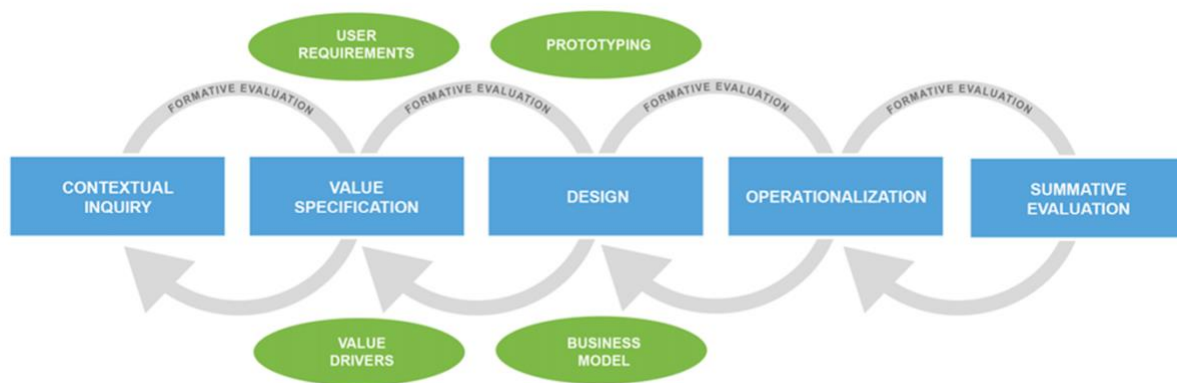 USER
REQUIREMENTS
PROTOTYPING
FORMATIVE EVALUATION
FORMATIVE EVALUATION
FORMATIVE EVALUATION
FORMATIVE EVALUATION
CONTEXTUAL
INQUIRY
VALUE
SPECIFICATION
DESIGN
OPERATIONALIZATION
SUMMATIVE
EVALUATION
VALUE
DRIVERS
BUSINESS
MODEL